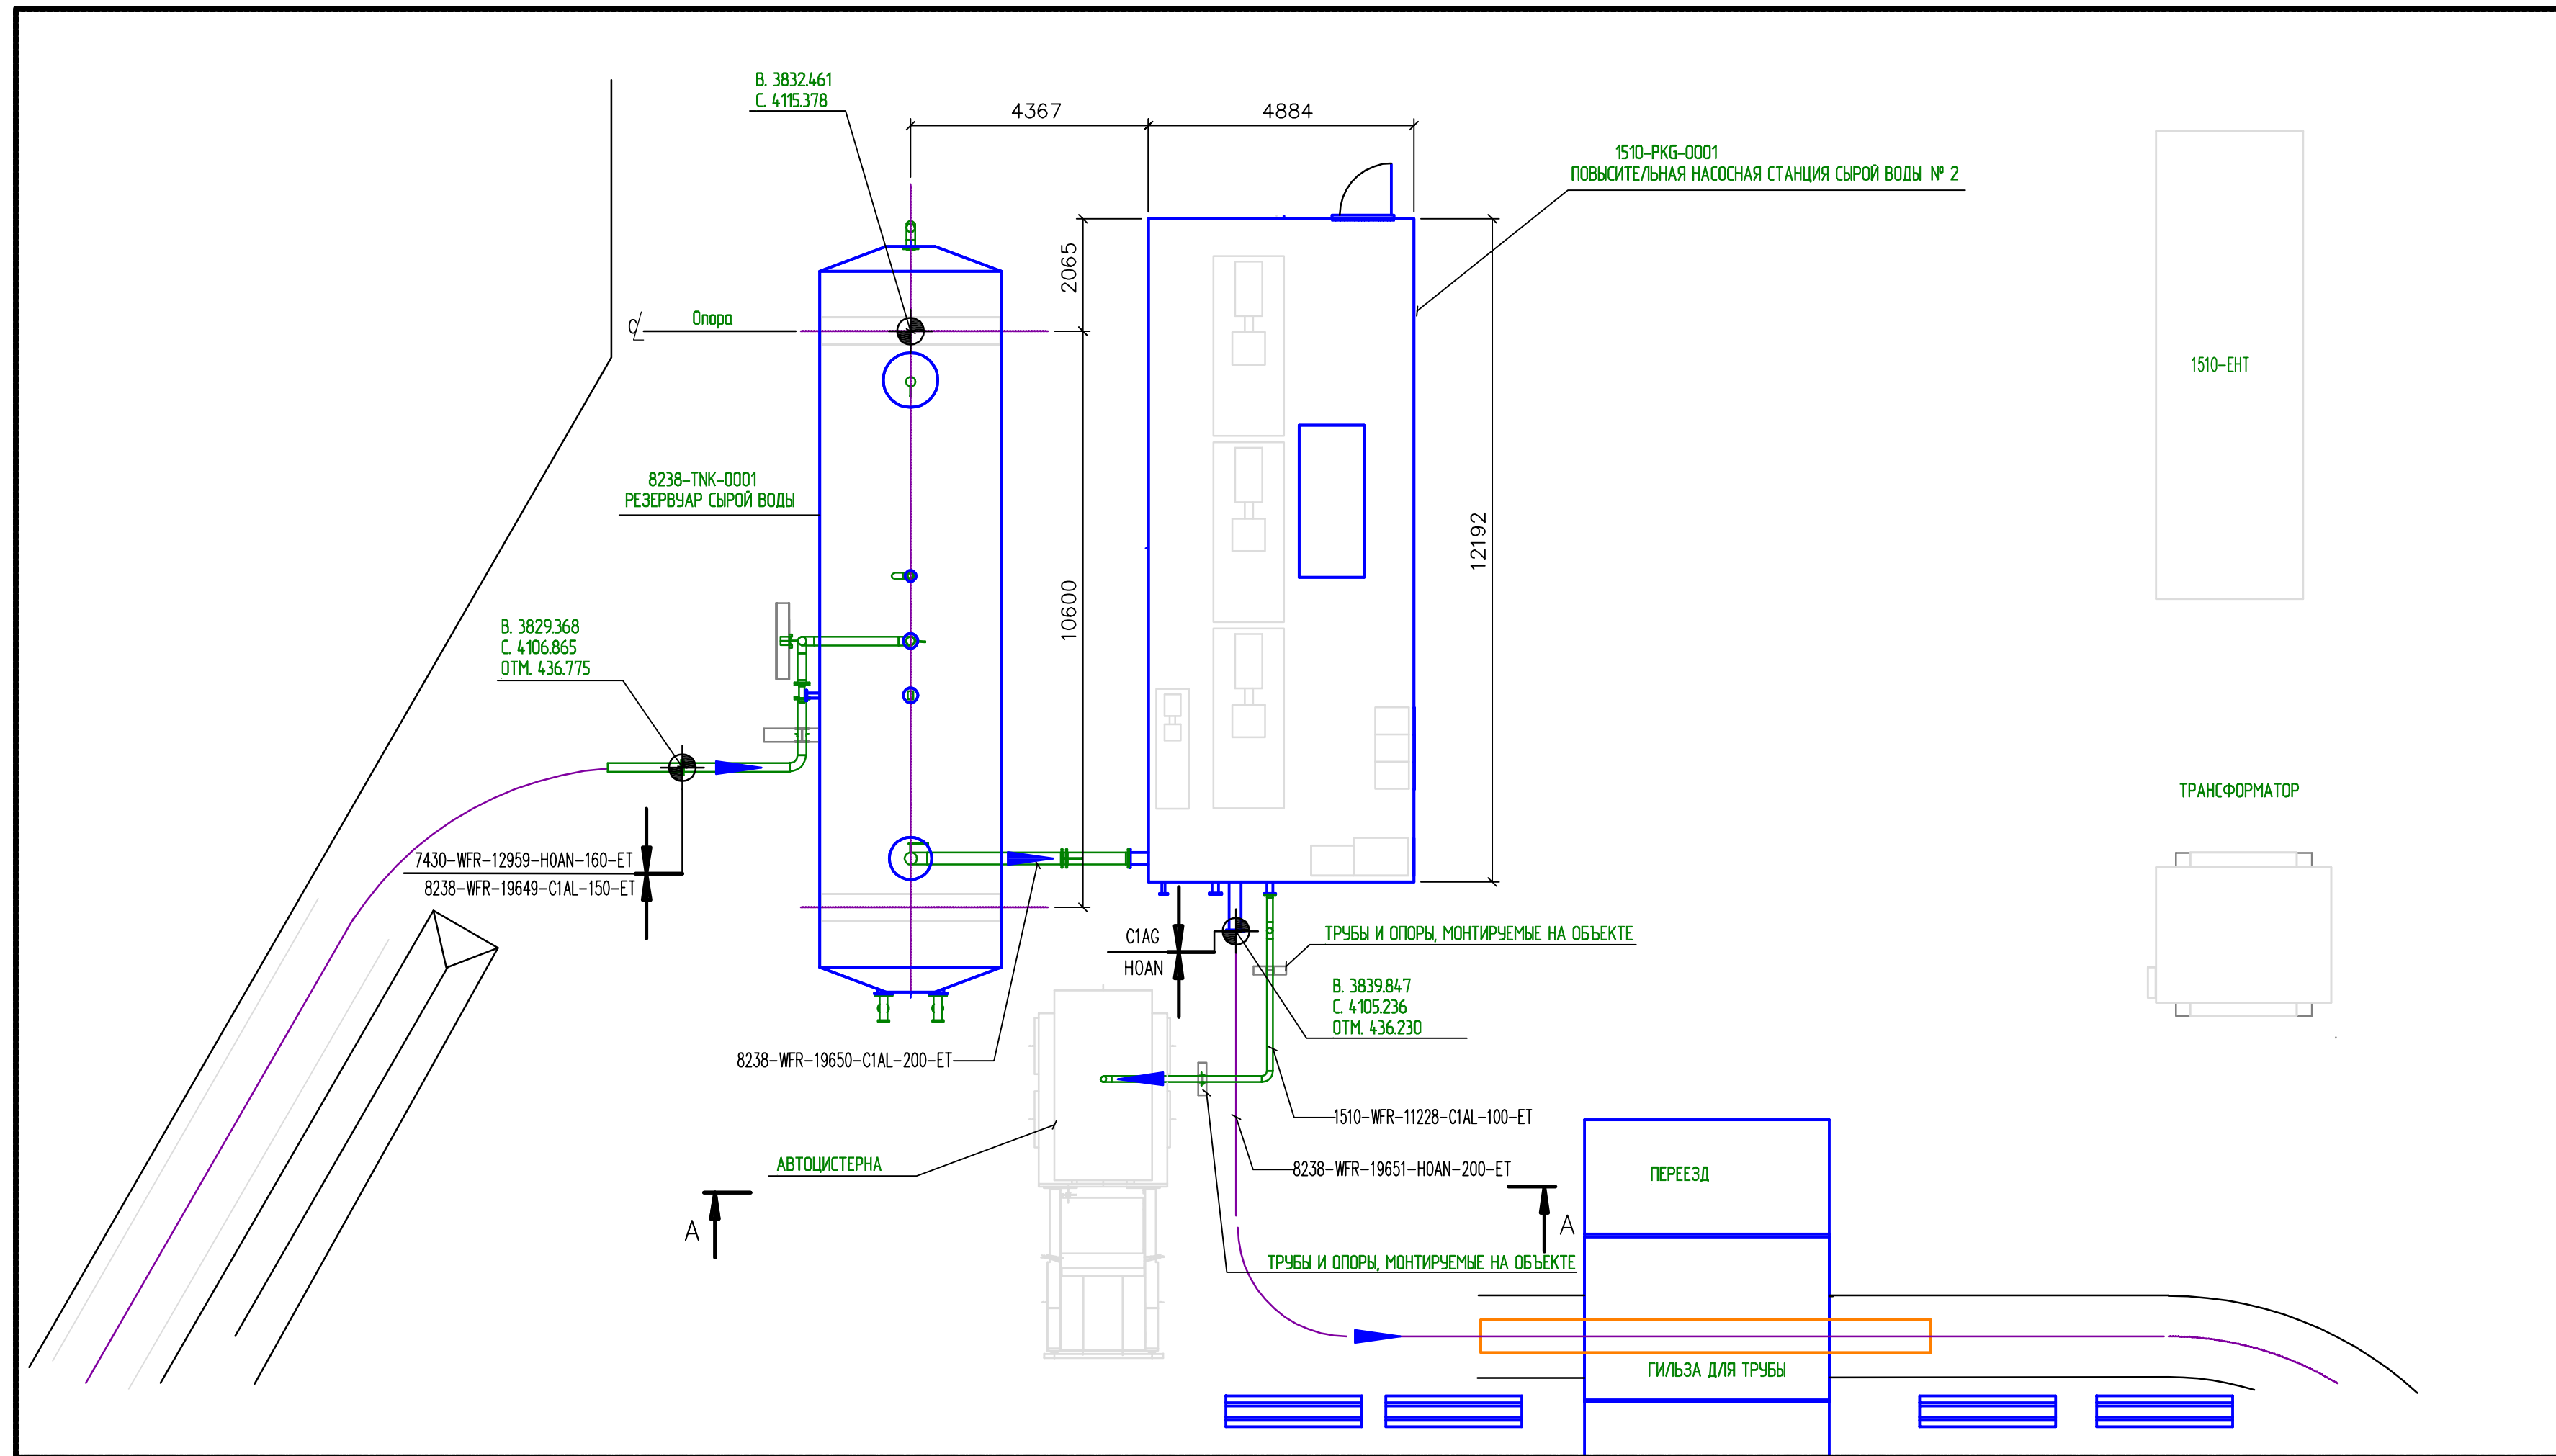 В. 3832.461
С. 4115.378
4367
4884
1510-PKG-0001
ПОВЫСИТЕЛЬНАЯ НАСОСНАЯ СТАНЦИЯ СЫРОЙ ВОДЫ № 2
2065
Опора
1510-EHT
8238-TNK-0001
РЕЗЕРВУАР СЫРОЙ ВОДЫ
12192
10600
В. 3829.368
С. 4106.865
ОТМ. 436.775
ТРАНСФОРМАТОР
7430-WFR-12959-H0AN-160-ET
8238-WFR-19649-C1AL-150-ET
C1AG
H0AN
ТРУБЫ И ОПОРЫ, МОНТИРУЕМЫЕ НА ОБЪЕКТЕ
В. 3839.847
С. 4105.236
ОТМ. 436.230
8238-WFR-19650-C1AL-200-ET
1510-WFR-11228-C1AL-100-ET
АВТОЦИСТЕРНА
8238-WFR-19651-H0AN-200-ET
ПЕРЕЕЗД
А
А
ТРУБЫ И ОПОРЫ, МОНТИРУЕМЫЕ НА ОБЪЕКТЕ
ГИЛЬЗА ДЛЯ ТРУБЫ